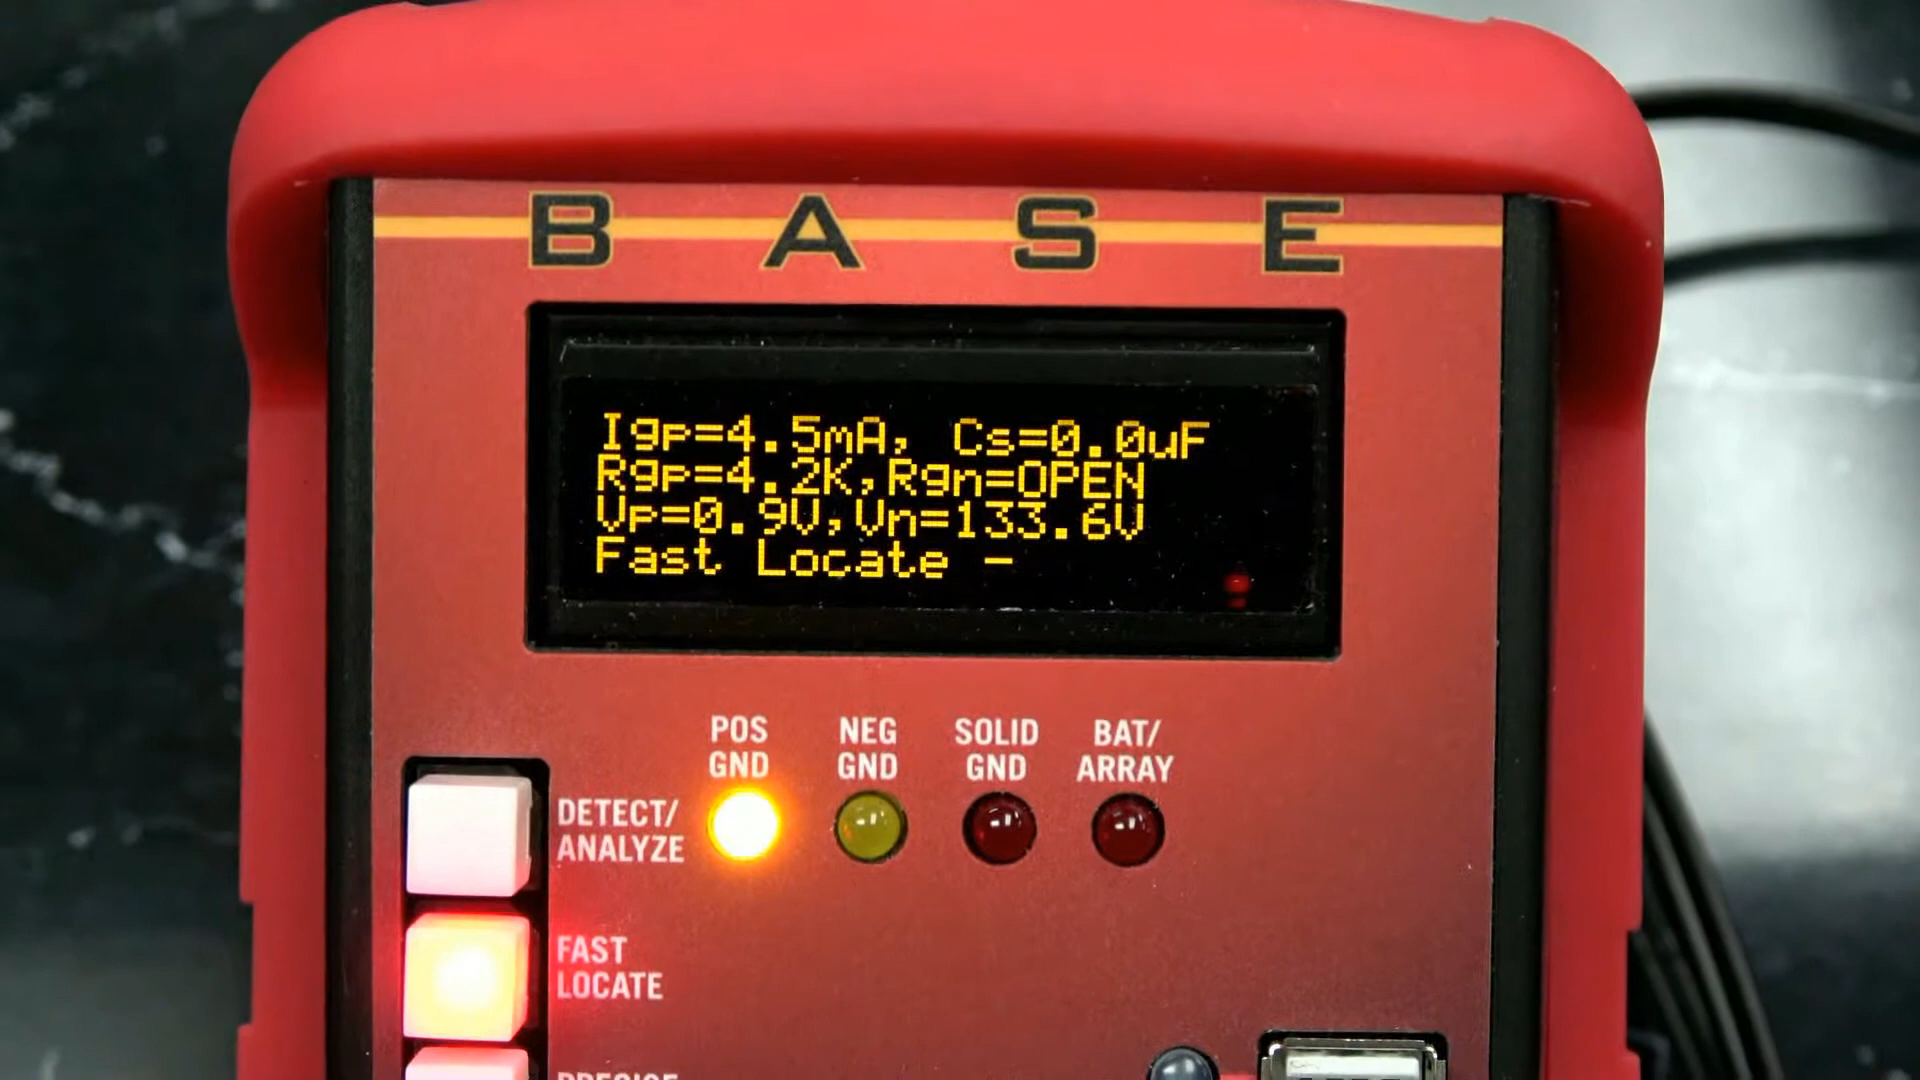 BASE
Igp=4.5mA, Cs=0.0uF
Rgp=4.2K,Rgn=OPEN
Vp=0.9V,Vn=133.6V
Fast Locate -
POS GND
NEG GND
SOLID GND
BAT/ ARRAY
DETECT/
ANALYZE
FAST
LOCATE